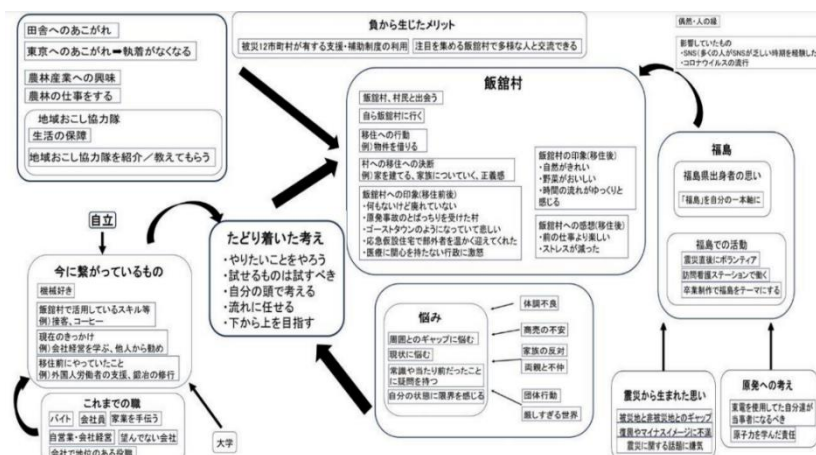 田舎へのあこがれ
東京へのあこがれ➡執着がなくなる
農林産業への興味
農林の仕事をする
地域おこし協力隊
生活の保障
地域おこし協力隊を紹介/教えてもらう
負から生じたメリット
被災12市町村が有する支援・補助制度の利用
注目を集める飯舘村で多様な人と交流できる
偶然・人の縁
影響していたもの
・SNS(多くの人がSNSが乏しい時期を経験した
・コロナウイルスの流行
飯舘村
飯舘村、村民と出会う
自ら飯舘村に行く
移住への行動
例)物件を借りる
村への移住への決断
例)家を建てる、家族についていく、正義感
飯舘村への印象(移住前後)
・何もないけど廃れていない
・原発事故のとばっちりを受けた村
・ゴーストタウンのようになっていて悲しい
・応急仮設住宅で部外者を温かく迎えてくれた
・医療に関心を持たない行政に激怒
飯舘村の印象(移住後)
・自然がきれい
・野菜がおいしい
・時間の流れがゆっくりと
感じる
飯舘村への感想(移住後)
・前の仕事より楽しい
・ストレスが減った
福島
福島県出身者の思い
「福島」を自分の一本軸に
福島での活動
震災直後にボランティア
訪問看護ステーションで働く
卒業制作で福島をテーマにする
自立
今に繋がっているもの
機械好き
飯舘村で活用しているスキル等
例)接客、コーヒー
現在のきっかけ
例)会社経営を学ぶ、他人から勧め
移住前にやっていたこと
例)外国人労働者の支援、鍛冶の修行
たどり着いた考え
・やりたいことをやろう
・試せるものは試すべき
・自分の頭で考える
・流れに任せる
・下から上を目指す
悩み
周囲とのギャップに悩む
現状に悩む
常識や当たり前だったこと
に疑問を持つ
自分の状態に限界を感じる
体調不良
商売の不安
家族の反対
両親と不仲
団体行動
厳しすぎる世界
これまでの職
バイト
会社員
家業を手伝う
自営業・会社経営
望んでない会社
会社で地位のある役職
大学
震災から生まれた思い
被災地と非被災地とのギャップ
復興やマイナスイメージに不満
震災に関する話題に嫌気
原発への考え
東電を使用してた自分達が
当事者になるべき
原子力を学んだ責任